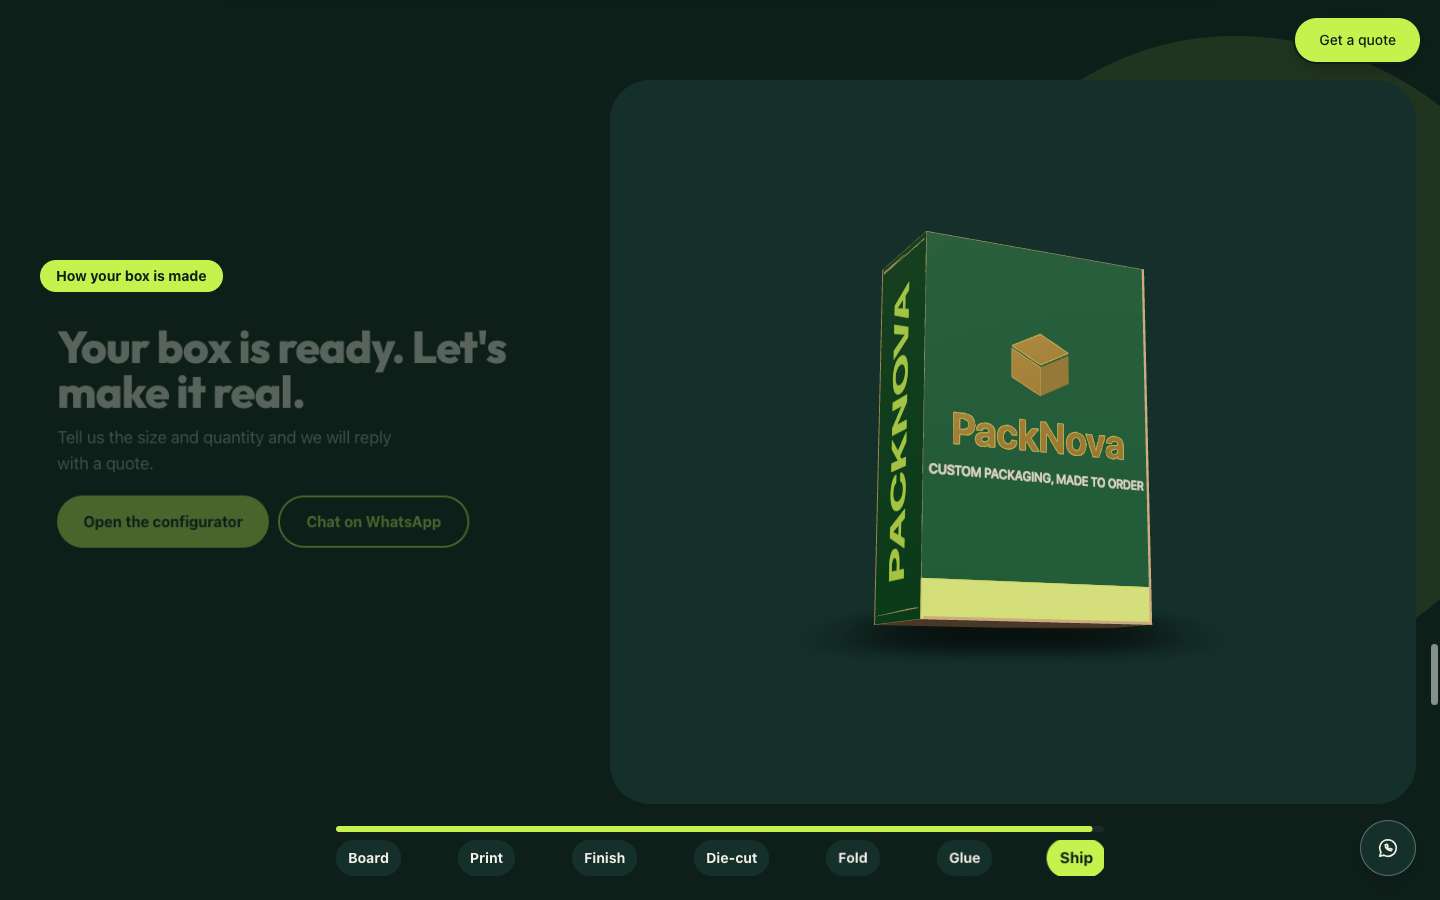 Get a quote
How your box is made
Your box is ready. Let's
make it real.
Tell us the size and quantity and we will reply
with a quote.
Open the configurator
Chat on WhatsApp
PACKNOVA
PackNova
CUSTOM PACKAGING, MADE TO ORDER
Board
Print
Finish
Die-cut
Fold
Glue
Ship